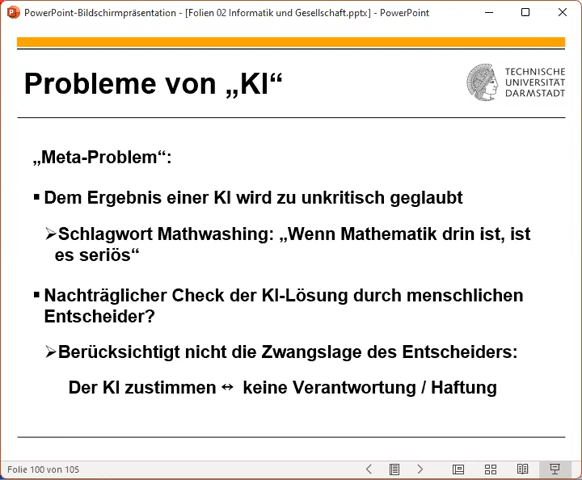 PowerPoint-Bildschirmpräsentation - [Folien 02 Informatik und Gesellschaft.pptx] - PowerPoint
Probleme von „KI“
TECHNISCHE
UNIVERSITÄT
DARMSTADT
„Meta-Problem“:
▪ Dem Ergebnis einer KI wird zu unkritisch geglaubt
➢Schlagwort Mathwashing: „Wenn Mathematik drin ist, ist
es seriös“
▪ Nachträglicher Check der KI-Lösung durch menschlichen
Entscheider?
➢Berücksichtigt nicht die Zwangslage des Entscheiders:
Der KI zustimmen ↔ keine Verantwortung / Haftung
Folie 100 von 105